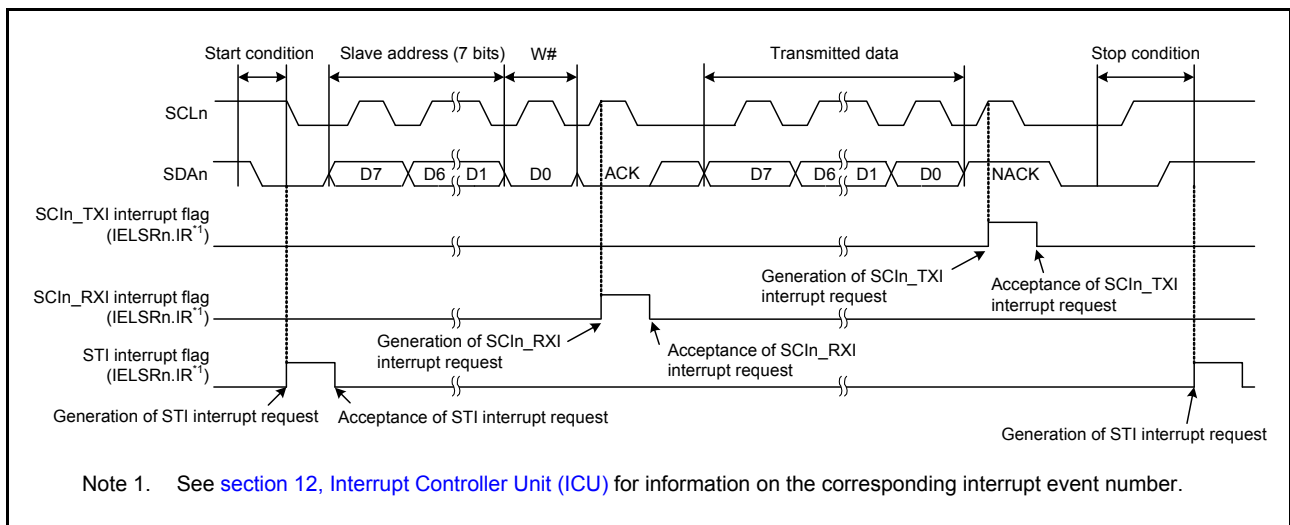 Start condition
Slave address (7 bits)
W#
Transmitted data
Stop condition
SCLn
SDAn
D7
D6
D1
D0
ACK
D7
D6
D1
D0
NACK
SCIn_TXI interrupt flag
(IELSRn.IR*1)
Generation of SCIn_TXI
interrupt request
Acceptance of SCIn_TXI
interrupt request
SCIn_RXI interrupt flag
(IELSRn.IR*1)
Generation of SCIn_RXI
interrupt request
Acceptance of SCIn_RXI
interrupt request
STI interrupt flag
(IELSRn.IR*1)
Generation of STI interrupt request
Acceptance of STI interrupt request
Generation of STI interrupt request
Note 1. See section 12, Interrupt Controller Unit (ICU) for information on the corresponding interrupt event number.